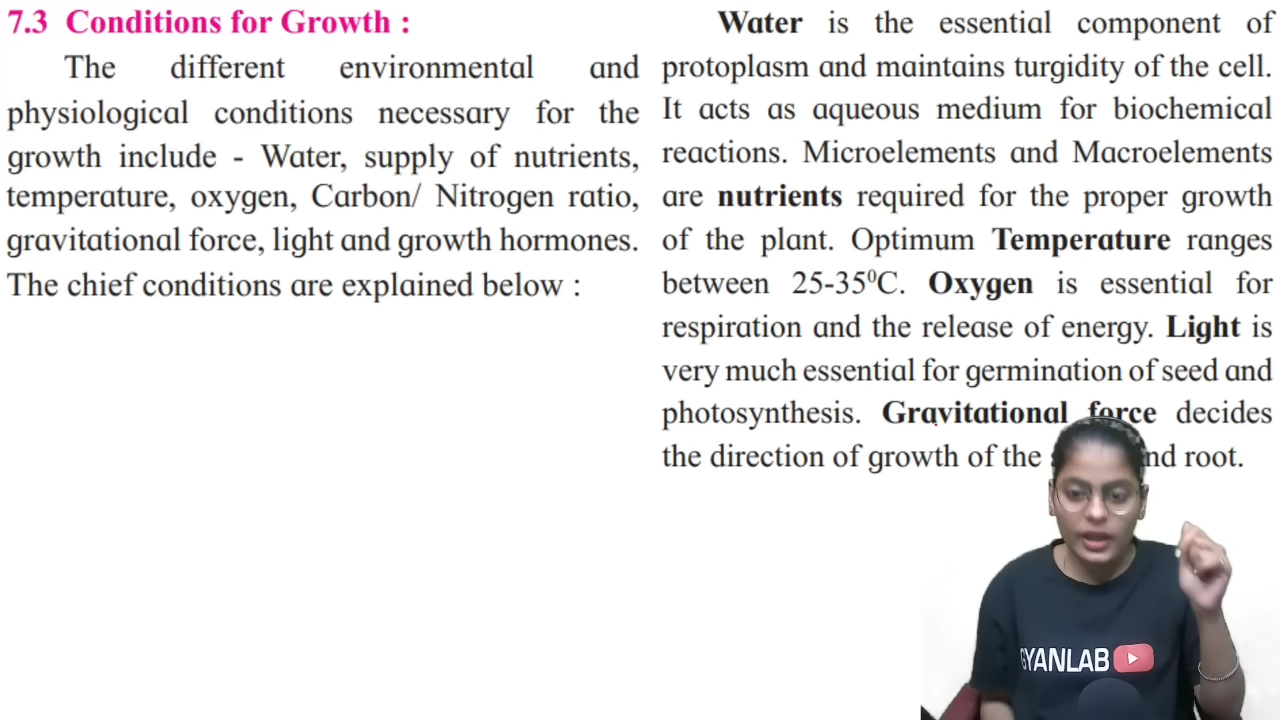 7.3 Conditions for Growth :
The different environmental and
physiological conditions necessary for the
growth include - Water, supply of nutrients,
temperature, oxygen, Carbon/ Nitrogen ratio,
gravitational force, light and growth hormones.
The chief conditions are explained below :
Water is the essential component of
protoplasm and maintains turgidity of the cell.
It acts as aqueous medium for biochemical
reactions. Microelements and Macroelements
are nutrients required for the proper growth
of the plant. Optimum Temperature ranges
between 25-35⁰C. Oxygen is essential for
respiration and the release of energy. Light is
very much essential for germination of seed and
photosynthesis. Gravitational force decides
the direction of growth of the root.
GYANLAB